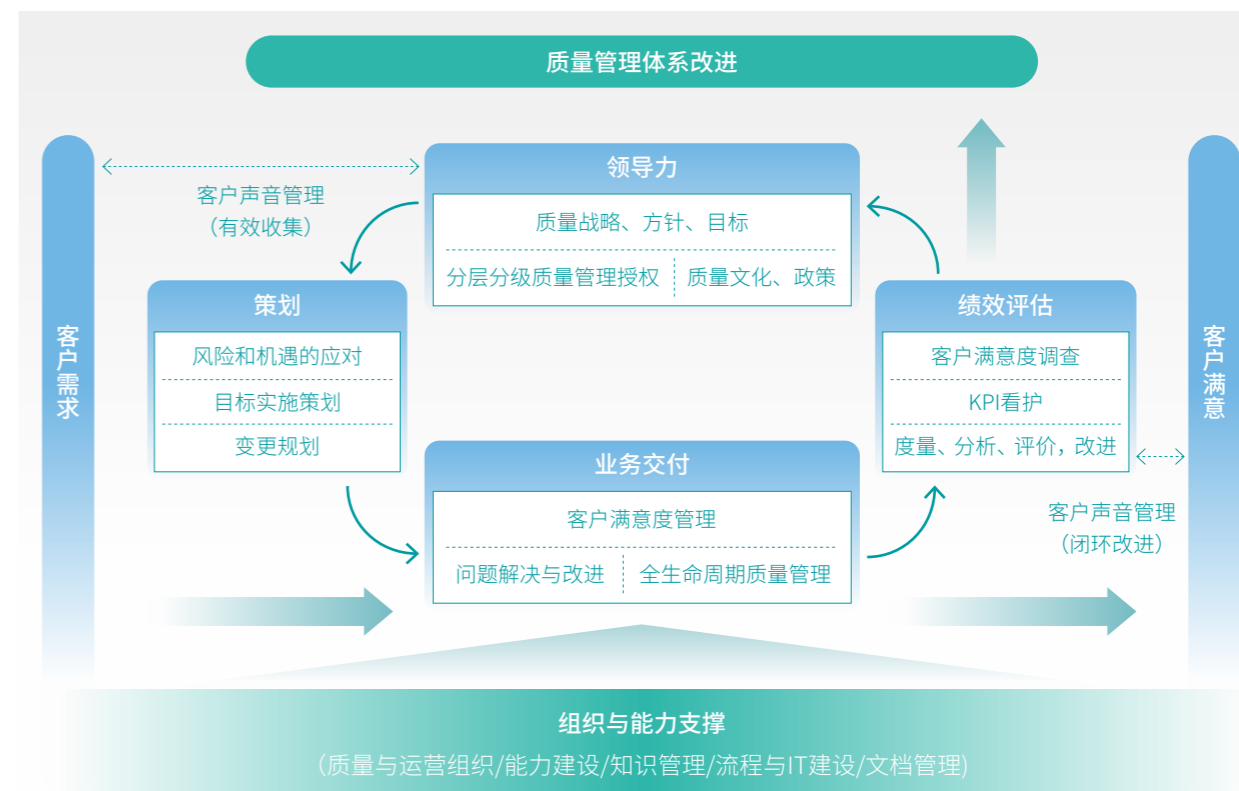 质量管理体系改进
客户需求
客户声音管理
（有效收集）
领导力
质量战略、方针、目标
分层分级质量管理授权
质量文化、政策
策划
风险和机遇的应对
目标实施策划
变更规划
绩效评估
客户满意度调查
KPI看护
度量、分析、评价，改进
业务交付
客户满意度管理
问题解决与改进
全生命周期质量管理
客户声音管理
（闭环改进）
客户满意
组织与能力支撑
（质量与运营组织/能力建设/知识管理/流程与IT建设/文档管理)